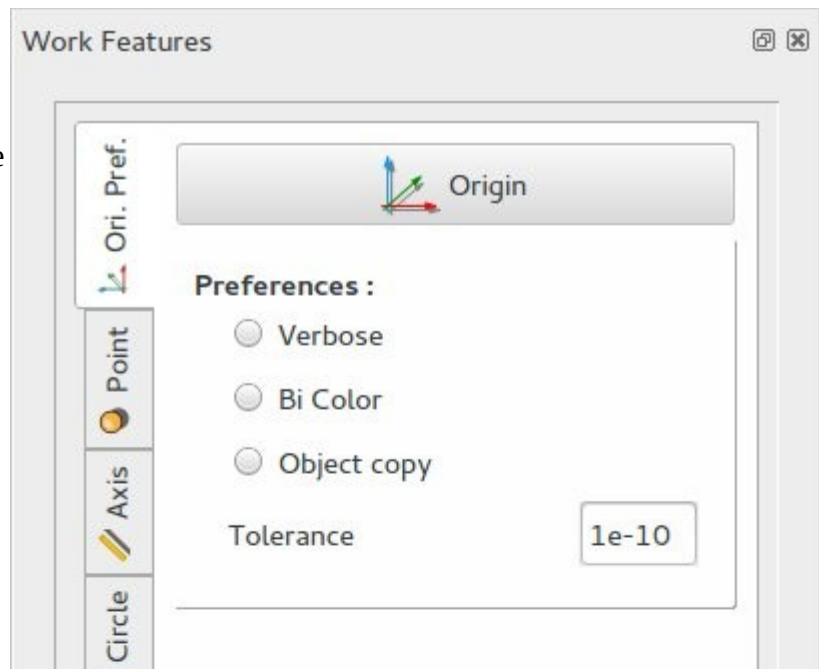 Work Features
Ori. Pref.
Origin
Preferences :
Verbose
Bi Color
Object copy
Tolerance
1e-10
Point
Axis
Circle